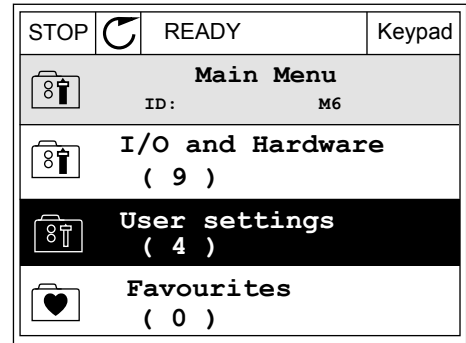 STOP READY Keypad
Main Menu
ID: M6
I/O and Hardware
( 9 )
User settings
( 4 )
Favourites
( 0 )